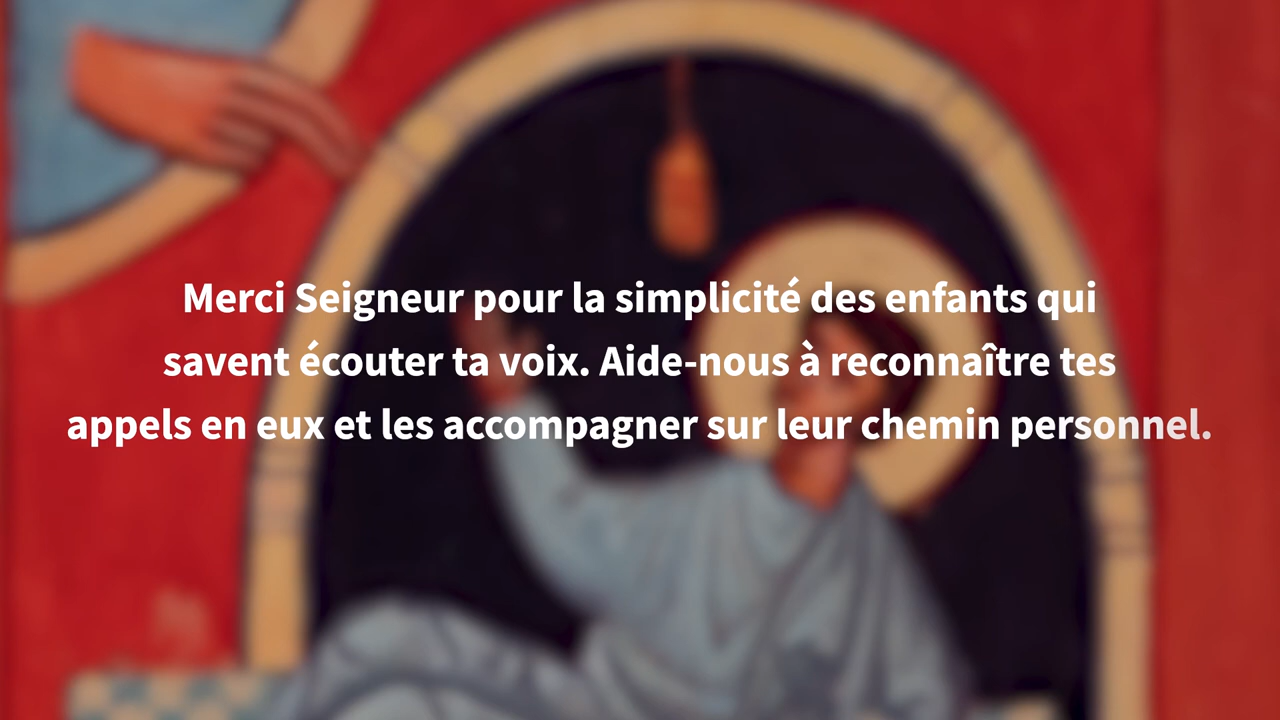 Merci Seigneur pour la simplicité des enfants qui
savent écouter ta voix. Aide-nous à reconnaître tes
appels en eux et les accompagner sur leur chemin personnel.